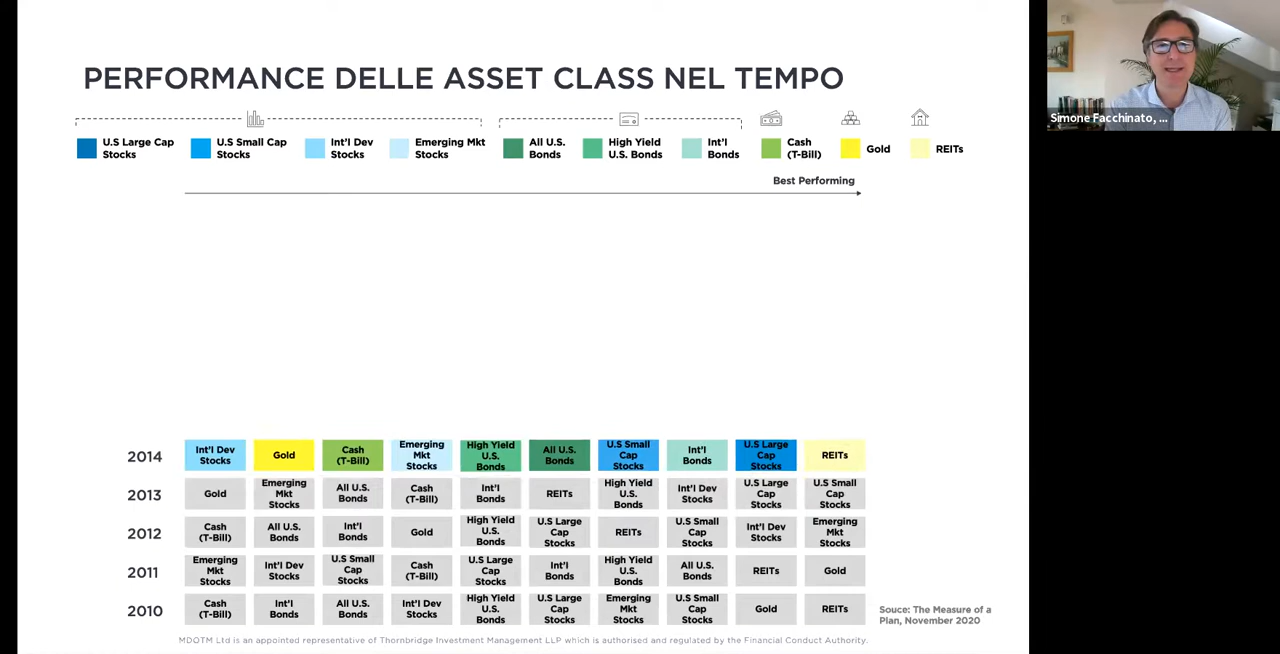 PERFORMANCE DELLE ASSET CLASS NEL TEMPO
Simone Facchinato, ...
U.S Large Cap
Stocks
U.S Small Cap
Stocks
Int'l Dev
Stocks
Emerging Mkt
Stocks
All U.S.
Bonds
High Yield
U.S. Bonds
Int'l
Bonds
Cash
(T-Bill)
Gold
REITs
Best Performing
2014
Int'l Dev
Stocks
Gold
Cash
(T-Bill)
Emerging
Mkt
Stocks
High Yield
U.S.
Bonds
All U.S.
Bonds
U.S Small
Cap
Stocks
Int'l
Bonds
U.S Large
Cap
Stocks
REITs
2013
Gold
Emerging
Mkt
Stocks
All U.S.
Bonds
Cash
(T-Bill)
Int'l
Bonds
REITs
High Yield
U.S.
Bonds
Int'l Dev
Stocks
U.S Large
Cap
Stocks
U.S Small
Cap
Stocks
2012
Cash
(T-Bill)
All U.S.
Bonds
Int'l
Bonds
Gold
High Yield
U.S.
Bonds
U.S Large
Cap
Stocks
REITs
U.S Small
Cap
Stocks
Int'l Dev
Stocks
Emerging
Mkt
Stocks
2011
Emerging
Mkt
Stocks
Int'l Dev
Stocks
U.S Small
Cap
Stocks
Cash
(T-Bill)
U.S Large
Cap
Stocks
Int'l
Bonds
High Yield
U.S.
Bonds
All U.S.
Bonds
REITs
Gold
2010
Cash
(T-Bill)
Int'l
Bonds
All U.S.
Bonds
Int'l Dev
Stocks
High Yield
U.S.
Bonds
U.S Large
Cap
Stocks
Emerging
Mkt
Stocks
U.S Small
Cap
Stocks
Gold
REITs
Souce: The Measure of a
Plan, November 2020
MDOTM Ltd is an appointed representative of Thornbridge Investment Management LLP which is authorised and regulated by the Financial Conduct Authority.